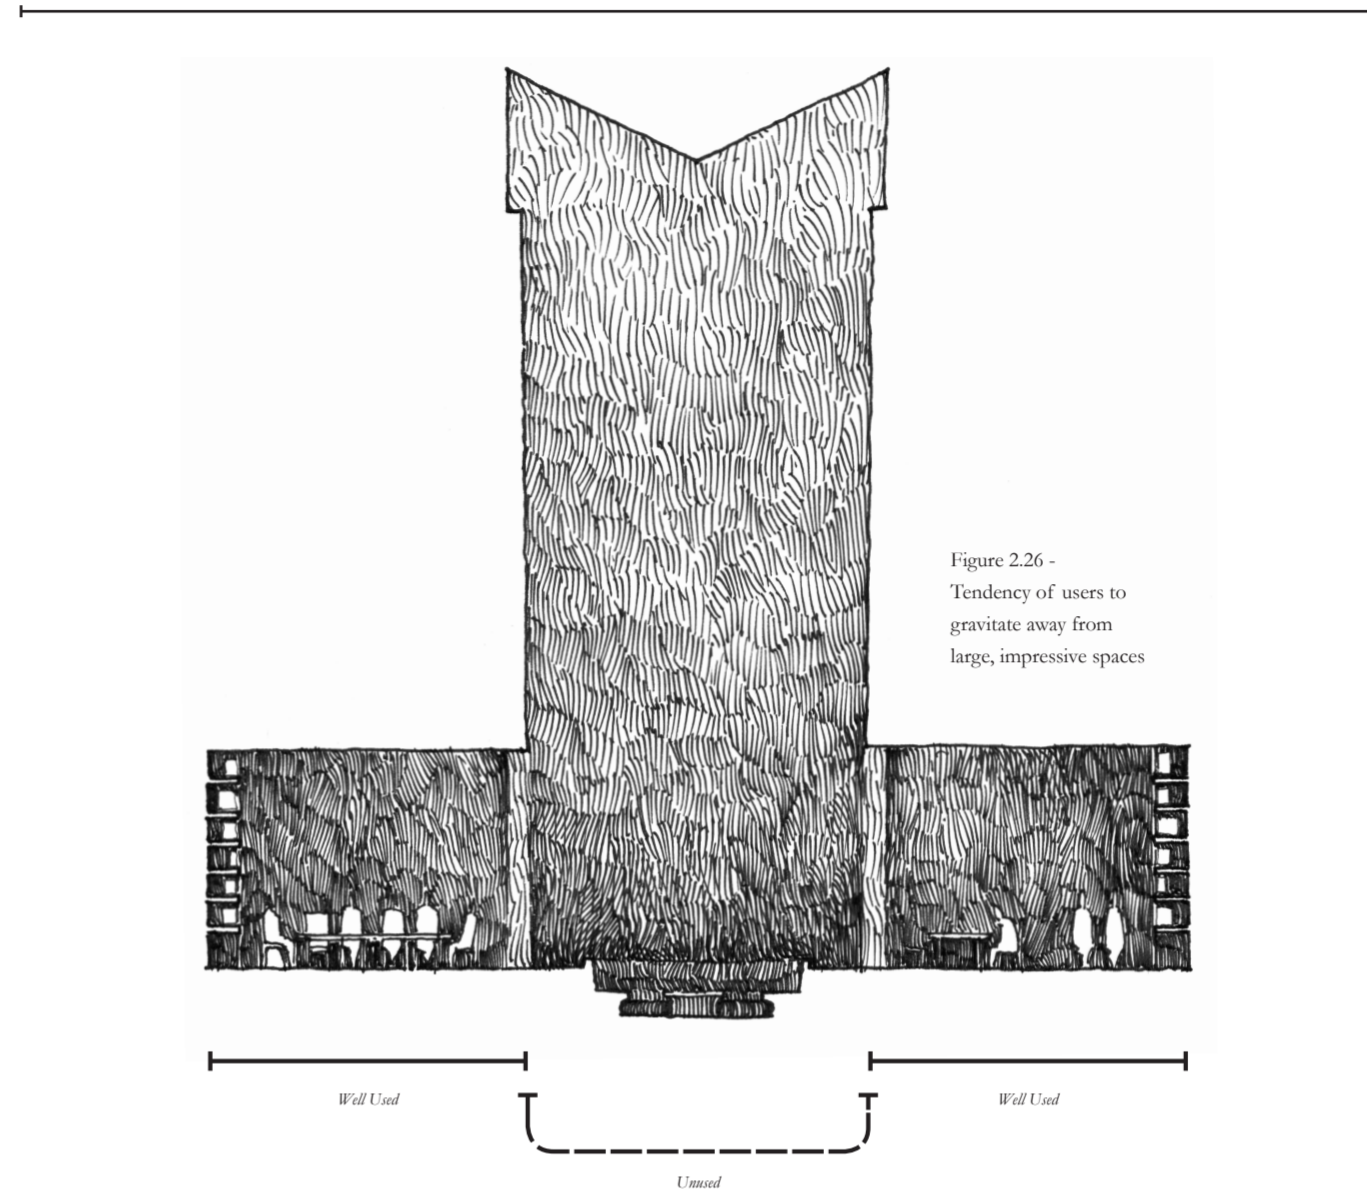 Figure 2.26 -
Tendency of users to
gravitate away from
large, impressive spaces
Well Used
Well Used
Unused